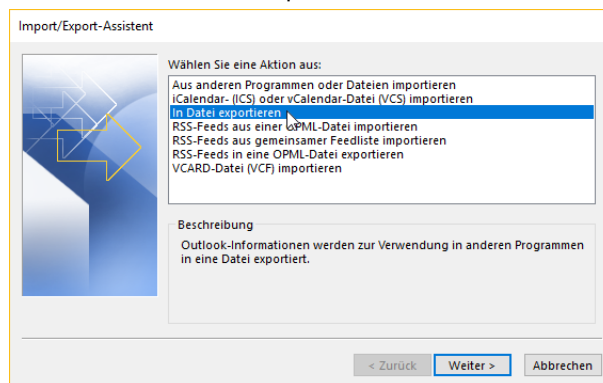 Import/Export-Assistent
Wählen Sie eine Aktion aus:
Aus anderen Programmen oder Dateien importieren
iCalendar- (ICS) oder vCalendar-Datei (VCS) importieren
In Datei exportieren
RSS-Feeds aus einer OPML-Datei importieren
RSS-Feeds aus gemeinsamer Feedliste importieren
RSS-Feeds in eine OPML-Datei exportieren
VCARD-Datei (VCF) importieren
Beschreibung
Outlook-Informationen werden zur Verwendung in anderen Programmen
in eine Datei exportiert.
< Zurück Weiter > Abbrechen